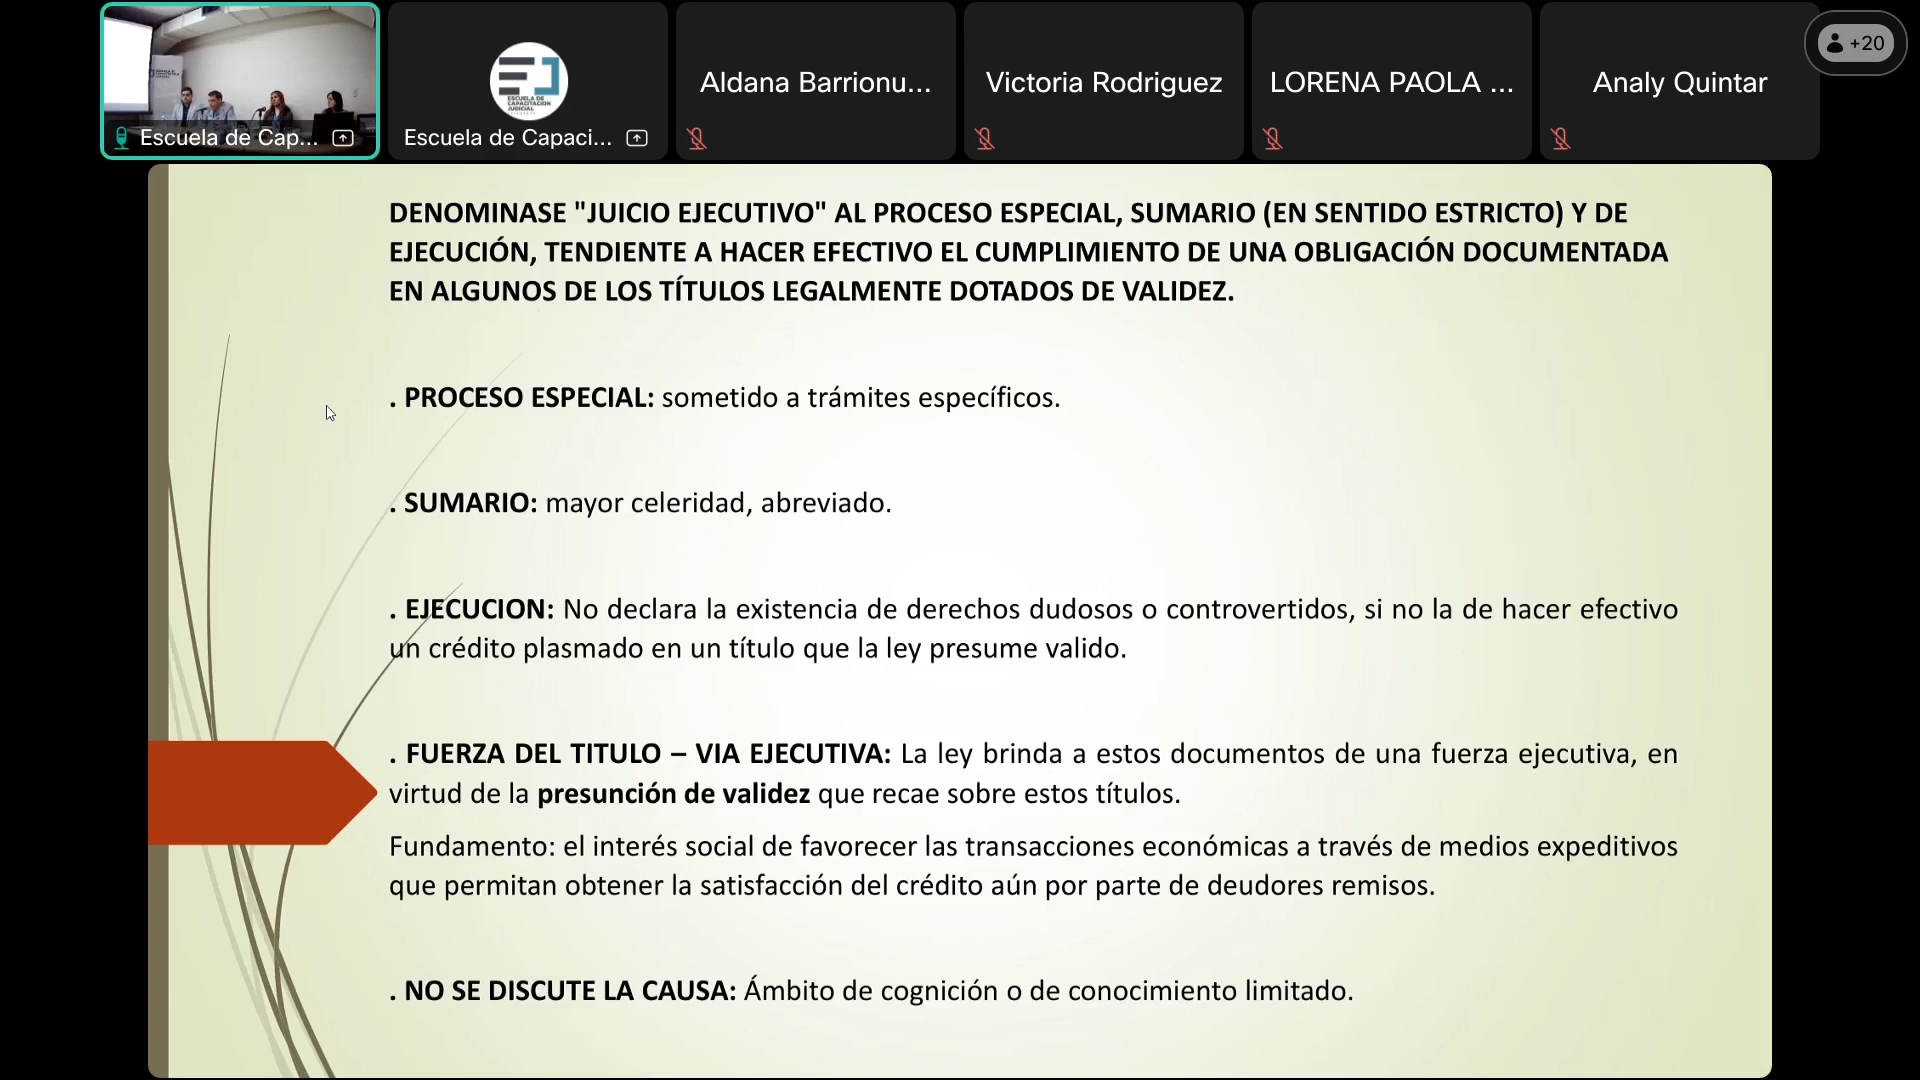 +20
ESCUELA DE
CAPACITACIÓN
JUDICIAL
Escuela de Cap...
Escuela de Capaci...
Aldana Barrionu...
Victoria Rodriguez
LORENA PAOLA ...
Analy Quintar
DENOMINASE "JUICIO EJECUTIVO" AL PROCESO ESPECIAL, SUMARIO (EN SENTIDO ESTRICTO) Y DE
EJECUCIÓN, TENDIENTE A HACER EFECTIVO EL CUMPLIMIENTO DE UNA OBLIGACIÓN DOCUMENTADA
EN ALGUNOS DE LOS TÍTULOS LEGALMENTE DOTADOS DE VALIDEZ.
. PROCESO ESPECIAL: sometido a trámites específicos.
. SUMARIO: mayor celeridad, abreviado.
. EJECUCION: No declara la existencia de derechos dudosos o controvertidos, si no la de hacer efectivo
un crédito plasmado en un título que la ley presume valido.
. FUERZA DEL TITULO – VIA EJECUTIVA: La ley brinda a estos documentos de una fuerza ejecutiva, en
virtud de la presunción de validez que recae sobre estos títulos.
Fundamento: el interés social de favorecer las transacciones económicas a través de medios expeditivos
que permitan obtener la satisfacción del crédito aún por parte de deudores remisos.
. NO SE DISCUTE LA CAUSA: Ámbito de cognición o de conocimiento limitado.